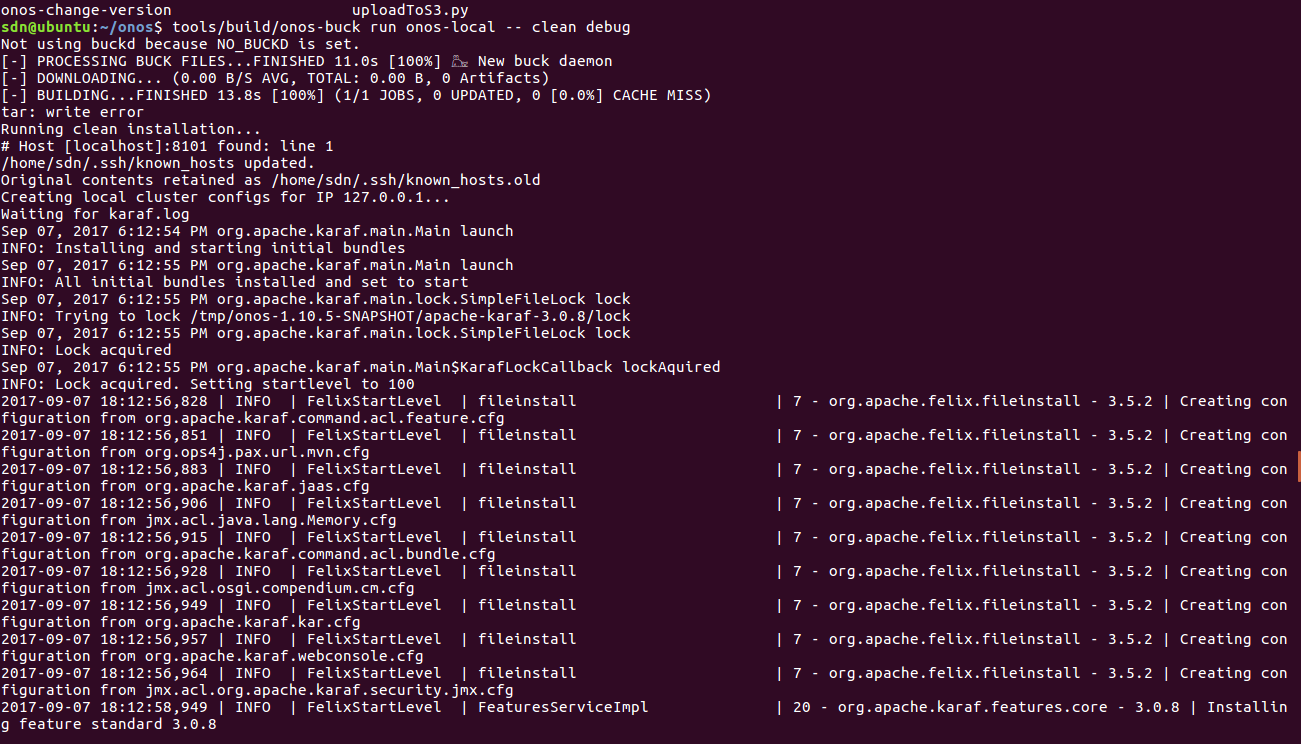 onos-change-version                    uploadToS3.py
sdn@ubuntu:~/onos$ tools/build/onos-buck run onos-local -- clean debug
Not using buckd because NO_BUCKD is set.
[-] PROCESSING BUCK FILES...FINISHED 11.0s [100%] New buck daemon
[-] DOWNLOADING... (0.00 B/S AVG, TOTAL: 0.00 B, 0 Artifacts)
[-] BUILDING...FINISHED 13.8s [100%] (1/1 JOBS, 0 UPDATED, 0 [0.0%] CACHE MISS)
tar: write error
Running clean installation...
# Host [localhost]:8101 found: line 1
/home/sdn/.ssh/known_hosts updated.
Original contents retained as /home/sdn/.ssh/known_hosts.old
Creating local cluster configs for IP 127.0.0.1...
Waiting for karaf.log
Sep 07, 2017 6:12:54 PM org.apache.karaf.main.Main launch
INFO: Installing and starting initial bundles
Sep 07, 2017 6:12:55 PM org.apache.karaf.main.Main launch
INFO: All initial bundles installed and set to start
Sep 07, 2017 6:12:55 PM org.apache.karaf.main.lock.SimpleFileLock lock
INFO: Trying to lock /tmp/onos-1.10.5-SNAPSHOT/apache-karaf-3.0.8/lock
Sep 07, 2017 6:12:55 PM org.apache.karaf.main.lock.SimpleFileLock lock
INFO: Lock acquired
Sep 07, 2017 6:12:55 PM org.apache.karaf.main.Main$KarafLockCallback lockAquired
INFO: Lock acquired. Setting startlevel to 100
2017-09-07 18:12:56,828 | INFO  | FelixStartLevel  | fileinstall                      | 7 - org.apache.felix.fileinstall - 3.5.2 | Creating con
figuration from org.apache.karaf.command.acl.feature.cfg
2017-09-07 18:12:56,851 | INFO  | FelixStartLevel  | fileinstall                      | 7 - org.apache.felix.fileinstall - 3.5.2 | Creating con
figuration from org.ops4j.pax.url.mvn.cfg
2017-09-07 18:12:56,883 | INFO  | FelixStartLevel  | fileinstall                      | 7 - org.apache.felix.fileinstall - 3.5.2 | Creating con
figuration from org.apache.karaf.jaas.cfg
2017-09-07 18:12:56,906 | INFO  | FelixStartLevel  | fileinstall                      | 7 - org.apache.felix.fileinstall - 3.5.2 | Creating con
figuration from jmx.acl.java.lang.Memory.cfg
2017-09-07 18:12:56,915 | INFO  | FelixStartLevel  | fileinstall                      | 7 - org.apache.felix.fileinstall - 3.5.2 | Creating con
figuration from org.apache.karaf.command.acl.bundle.cfg
2017-09-07 18:12:56,928 | INFO  | FelixStartLevel  | fileinstall                      | 7 - org.apache.felix.fileinstall - 3.5.2 | Creating con
figuration from jmx.acl.osgi.compendium.cm.cfg
2017-09-07 18:12:56,949 | INFO  | FelixStartLevel  | fileinstall                      | 7 - org.apache.felix.fileinstall - 3.5.2 | Creating con
figuration from org.apache.karaf.kar.cfg
2017-09-07 18:12:56,957 | INFO  | FelixStartLevel  | fileinstall                      | 7 - org.apache.felix.fileinstall - 3.5.2 | Creating con
figuration from org.apache.karaf.webconsole.cfg
2017-09-07 18:12:56,964 | INFO  | FelixStartLevel  | fileinstall                      | 7 - org.apache.felix.fileinstall - 3.5.2 | Creating con
figuration from jmx.acl.org.apache.karaf.security.jmx.cfg
2017-09-07 18:12:58,949 | INFO  | FelixStartLevel  | FeaturesServiceImpl              | 20 - org.apache.karaf.features.core - 3.0.8 | Installin
g feature standard 3.0.8